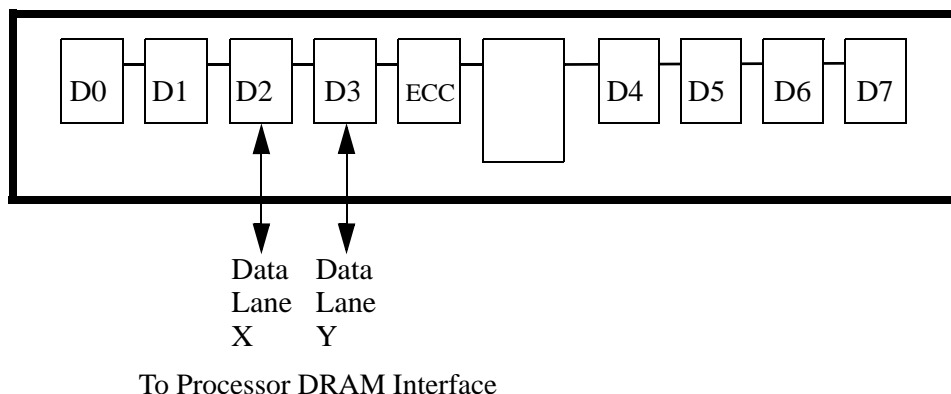 D0 D1 D2 D3 ECC D4 D5 D6 D7
Data Data
Lane Lane
X Y
To Processor DRAM Interface